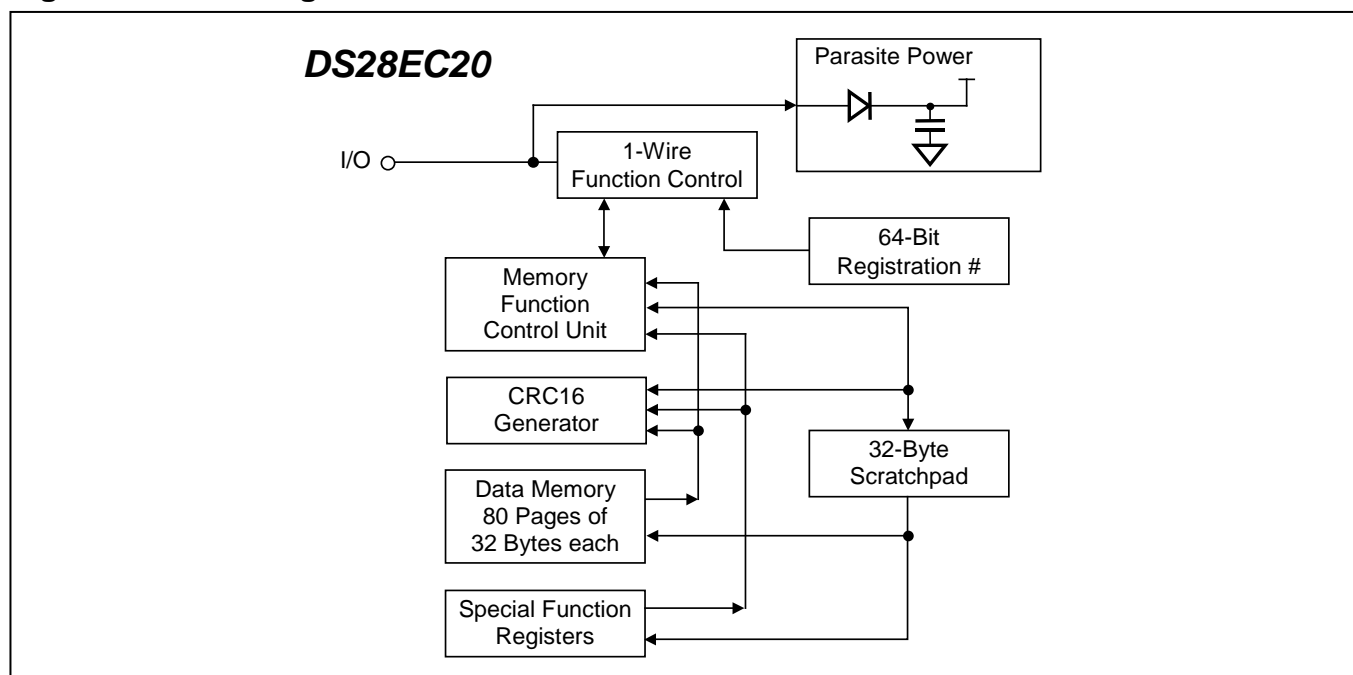 DS28EC20
Parasite Power
I/O
1-Wire
Function Control
64-Bit
Registration #
Memory
Function
Control Unit
CRC16
Generator
32-Byte
Scratchpad
Data Memory
80 Pages of
32 Bytes each
Special Function
Registers